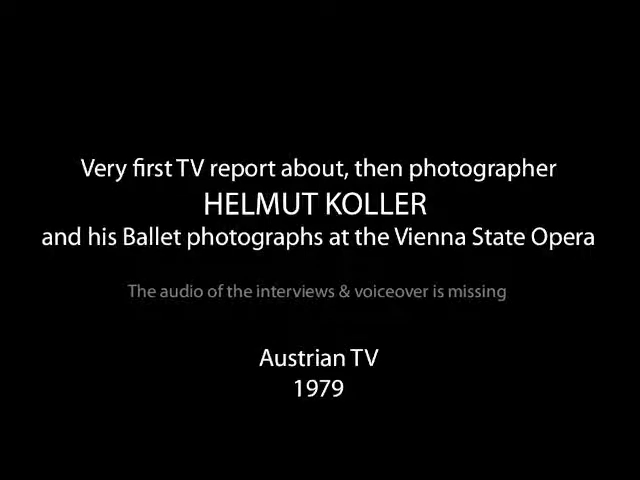 Very first TV report about, then photographer
HELMUT KOLLER
and his Ballet photographs at the Vienna State Opera
The audio of the interviews & voiceover is missing
Austrian TV
1979